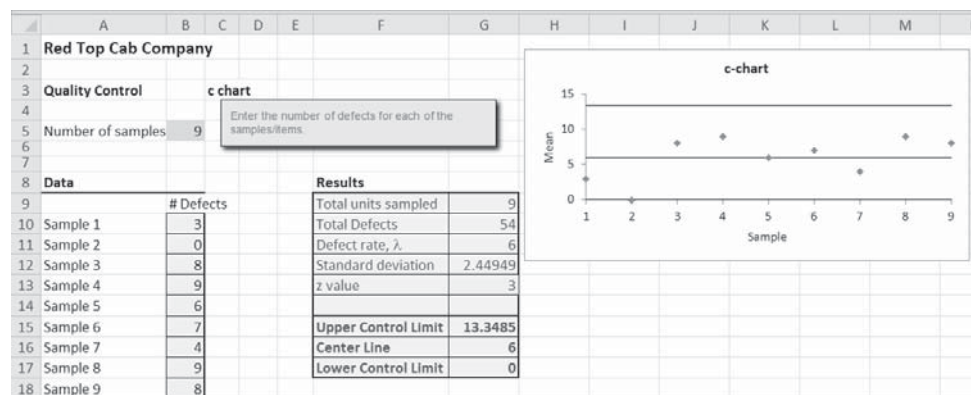 A B C D E F G H I J K L M
1 Red Top Cab Company
2
3 Quality Control c chart
4
5 Number of samples 9
6
7
8 Data Results
9 # Defects Total units sampled 9
10 Sample 1 3 Total Defects 54
11 Sample 2 0 Defect rate, λ 6
12 Sample 3 8 Standard deviation 2.44949
13 Sample 4 9 z value 3
14 Sample 5 6
15 Sample 6 7 Upper Control Limit 13.3485
16 Sample 7 4 Center Line 6
17 Sample 8 9 Lower Control Limit 0
18 Sample 9 8
Enter the number of defects for each of the
samples/items.
c-chart
15
10
5
0
Mean
1 2 3 4 5 6 7 8 9
Sample